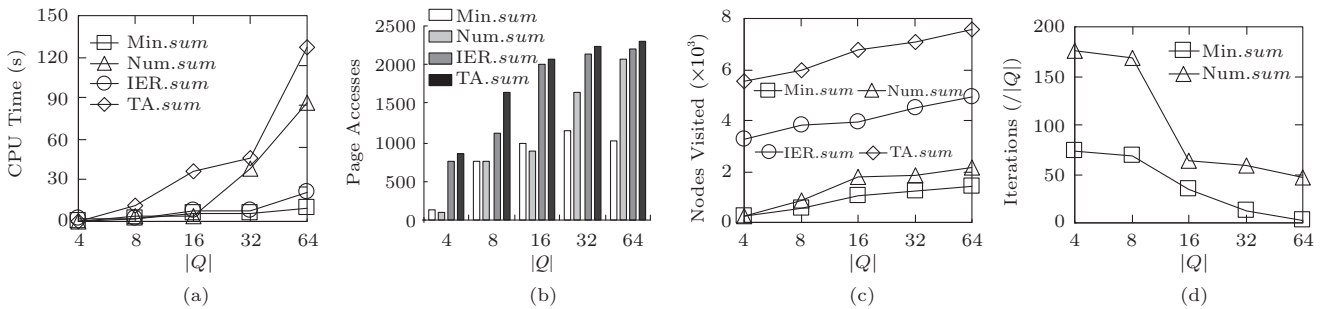 150
120
90
60
30
0
CPU Time (s)
Min.sum
Num.sum
IER.sum
TA.sum
4 8 16 32 64
|Q|
(a)
2500
2000
1500
1000
500
0
Page Accesses
Min.sum
Num.sum
IER.sum
TA.sum
4 8 16 32 64
|Q|
(b)
8
6
4
2
0
Nodes Visited (×10³)
Min.sum Num.sum
IER.sum TA.sum
4 8 16 32 64
|Q|
(c)
200
150
100
50
0
Iterations (/|Q|)
Min.sum
Num.sum
4 8 16 32 64
|Q|
(d)